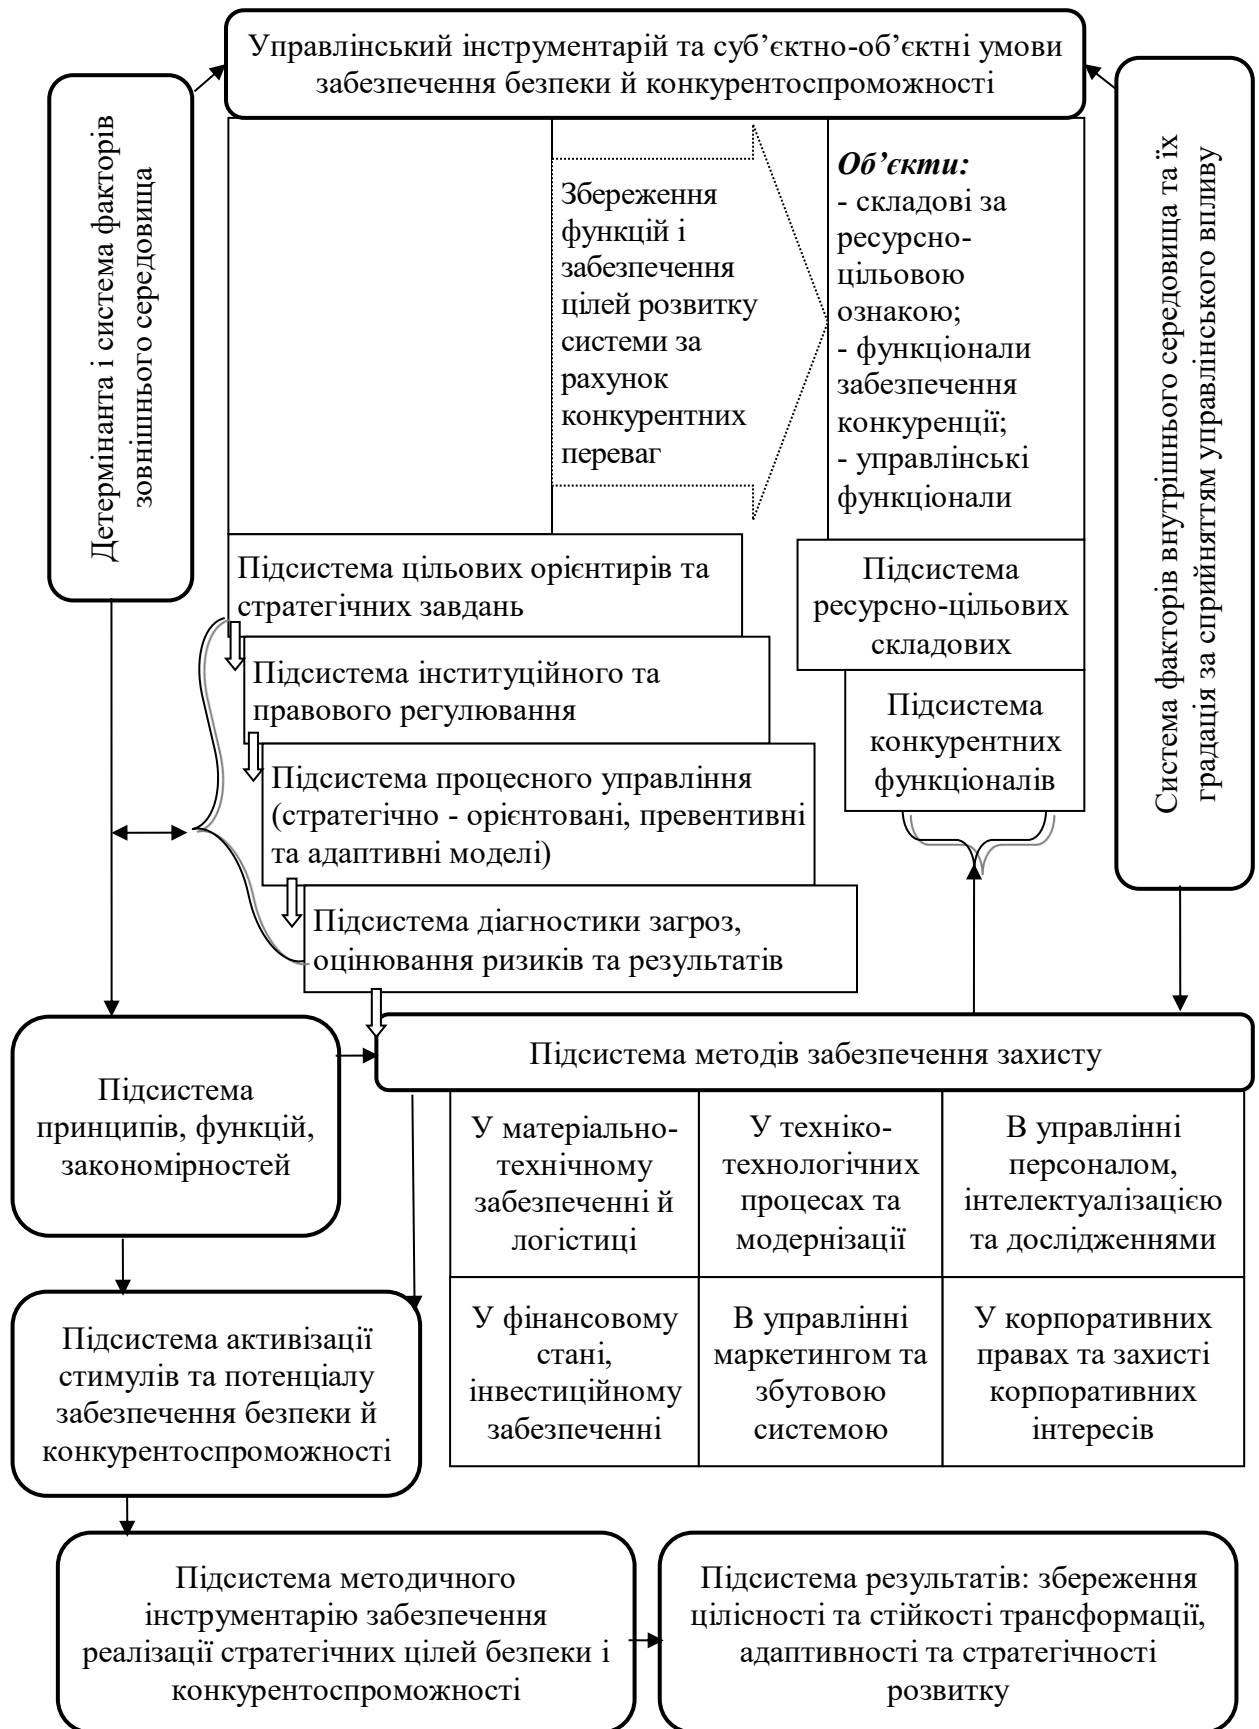 Управлінський інструментарій та суб’єктно-об’єктні умови
забезпечення безпеки й конкурентоспроможності
Детермінанта і система факторів
зовнішнього середовища
Збереження
функцій і
забезпечення
цілей розвитку
системи за
рахунок
конкурентних
переваг
Об’єкти:
- складові за
ресурсно-
цільовою
ознакою;
- функціонали
забезпечення
конкуренції;
- управлінські
функціонали
Система факторів внутрішнього середовища та їх
градація за сприйняттям управлінського впливу
Підсистема цільових орієнтирів та
стратегічних завдань
Підсистема інституційного та
правового регулювання
Підсистема процесного управління
(стратегічно - орієнтовані, превентивні
та адаптивні моделі)
Підсистема діагностики загроз,
оцінювання ризиків та результатів
Підсистема
ресурсно-цільових
складових
Підсистема
конкурентних
функціоналів
Підсистема
принципів, функцій,
закономірностей
Підсистема методів забезпечення захисту
У матеріально-
технічному
забезпеченні й
логістиці
У техніко-
технологічних
процесах та
модернізації
В управлінні
персоналом,
інтелектуалізацією
та дослідженнями
У фінансовому
стані,
інвестиційному
забезпеченні
В управлінні
маркетингом та
збутовою
системою
У корпоративних
правах та захисті
корпоративних
інтересів
Підсистема активізації
стимулів та потенціалу
забезпечення безпеки й
конкурентоспроможності
Підсистема методичного
інструментарію забезпечення
реалізації стратегічних цілей безпеки і
конкурентоспроможності
Підсистема результатів: збереження
цілісності та стійкості трансформації,
адаптивності та стратегічності
розвитку